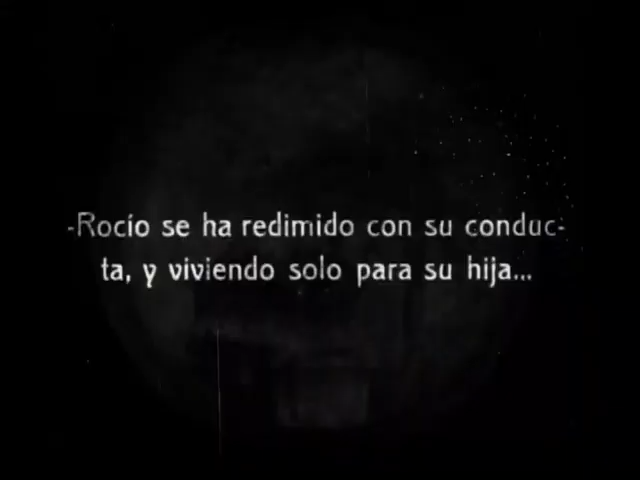 -Rocío se ha redimido con su conduc-
ta, y viviendo solo para su hija...